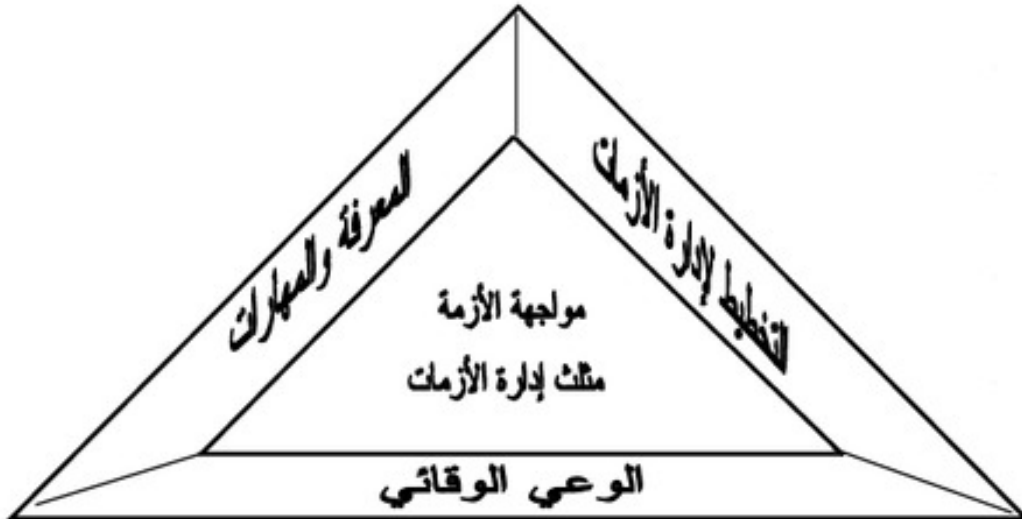 التخطيط لإدارة الأزمات
المعرفة والمهارات
مواجهة الأزمة
مثلث إدارة الأزمات
الوعي الوقائي